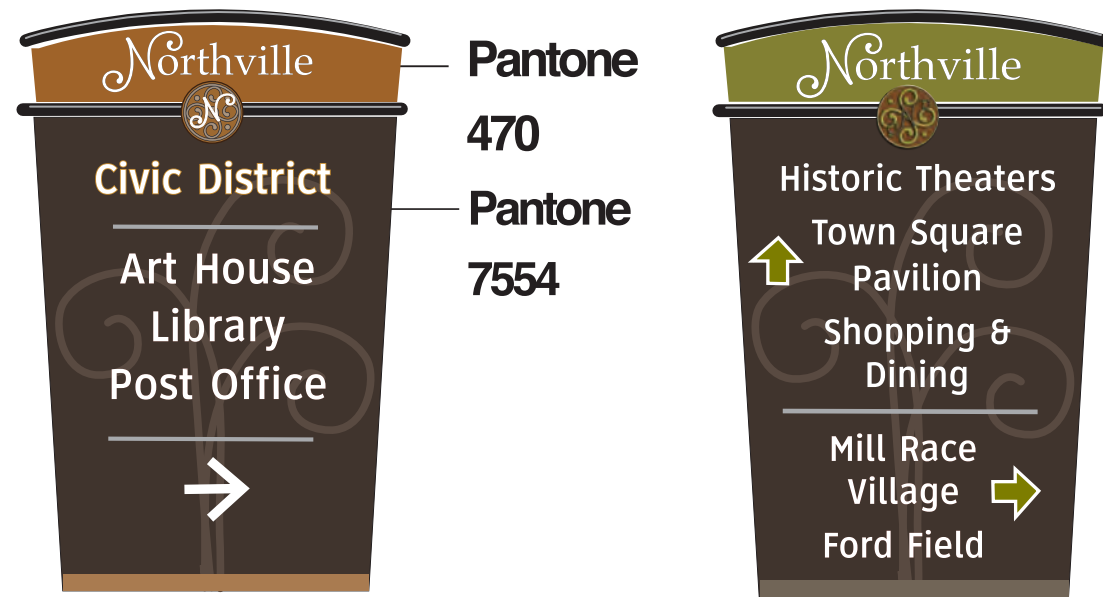 Northville
N
Civic District
Art House
Library
Post Office
Pantone
470
Pantone
7554
Northville
N
Historic Theaters
Town Square
Pavilion
Shopping &
Dining
Mill Race
Village
Ford Field